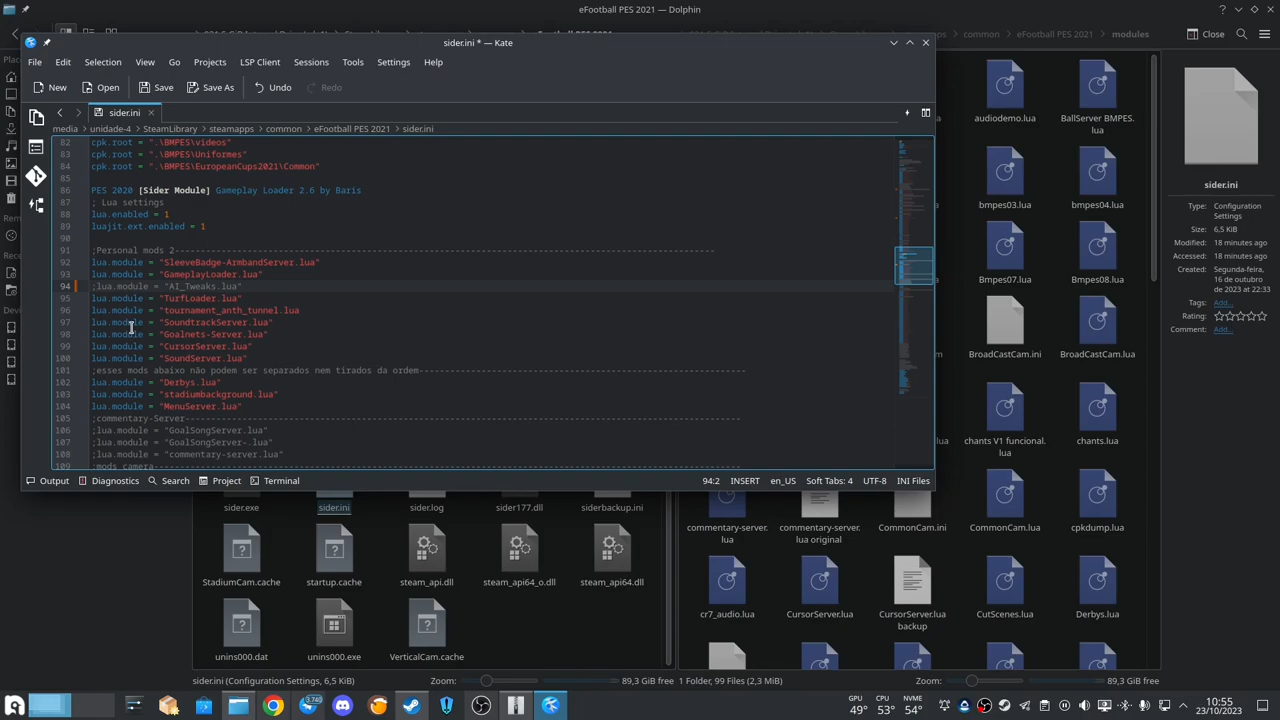 eFootball PES 2021 — Dolphin
common
eFootball PES 2021
modules
Close
sider.ini * — Kate
File Edit Selection View Go Projects LSP Client Sessions Tools Settings Help
New Open Save Save As Undo Redo
sider.ini
media unidade-4 SteamLibrary steamapps common eFootball PES 2021 sider.ini
82 cpk.root = ".\BMPES\videos"
83 cpk.root = ".\BMPES\Uniformes"
84 cpk.root = ".\BMPES\EuropeanCups2021\Common"
85
86 PES 2020 [Sider Module] Gameplay Loader 2.6 by Baris
87 ; Lua settings
88 lua.enabled = 1
89 luajit.ext.enabled = 1
90
91 ;Personal mods 2------------------------------------------------------------
92 lua.module = "SleeveBadge-ArmbandServer.lua"
93 lua.module = "GameplayLoader.lua"
94 ;lua.module = "AI_Tweaks.lua"
95 lua.module = "TurfLoader.lua"
96 lua.module = "tournament_anth_tunnel.lua
97 lua.module = "SoundtrackServer.lua"
98 lua.module = "Goalnets-Server.lua"
99 lua.module = "CursorServer.lua"
100 lua.module = "SoundServer.lua"
101 ;esses mods abaixo não podem ser separados nem tirados da ordem------------------------------------
102 lua.module = "Derbys.lua"
103 lua.module = "stadiumbackground.lua"
104 lua.module = "MenuServer.lua"
105 ;commentary-Server------------------------------------------------------------
106 ;lua.module = "GoalSongServer.lua"
107 ;lua.module = "GoalSongServer-.lua"
108 ;lua.module = "commentary-server.lua"
109 ;mods camera------------------------------------------------------------
Output Diagnostics Search Project Terminal
94:2 INSERT en_US Soft Tabs: 4 UTF-8 INI Files
audiodemo.lua
BallServer BMPES.
lua
bmpes03.lua
bmpes04.lua
Bmpes07.lua
Bmpes08.lua
BroadCastCam.ini
BroadCastCam.lua
chants V1 funcional.
lua
chants.lua
commentary-server.
lua
commentary-server.
lua original
CommonCam.ini
CommonCam.lua
cpkdump.lua
cr7_audio.lua
CursorServer.lua
CursorServer.lua
backup
CutScenes.lua
Derbys.lua
sider.exe
sider.ini
sider.log
sider177.dll
siderbackup.ini
StadiumCam.cache
startup.cache
steam_api.dll
steam_api64_o.dll
steam_api64.dll
unins000.dat
unins000.exe
VerticalCam.cache
sider.ini
Type: Configuration
Settings
Size: 6,5 KiB
Modified: 18 minutes ago
Accessed: 18 minutes ago
Created: Segunda-feira,
16 de outubro
de 2023 at 22:33
Tags: Add...
Rating:
Comment: Add...
sider.ini (Configuration Settings, 6,5 KiB)
Zoom:
89,3 GiB free
1 Folder, 99 Files (2,3 MiB)
Zoom:
89,3 GiB free
3.740
GPU CPU NVME
49° 53° 54°
10:55
23/10/2023